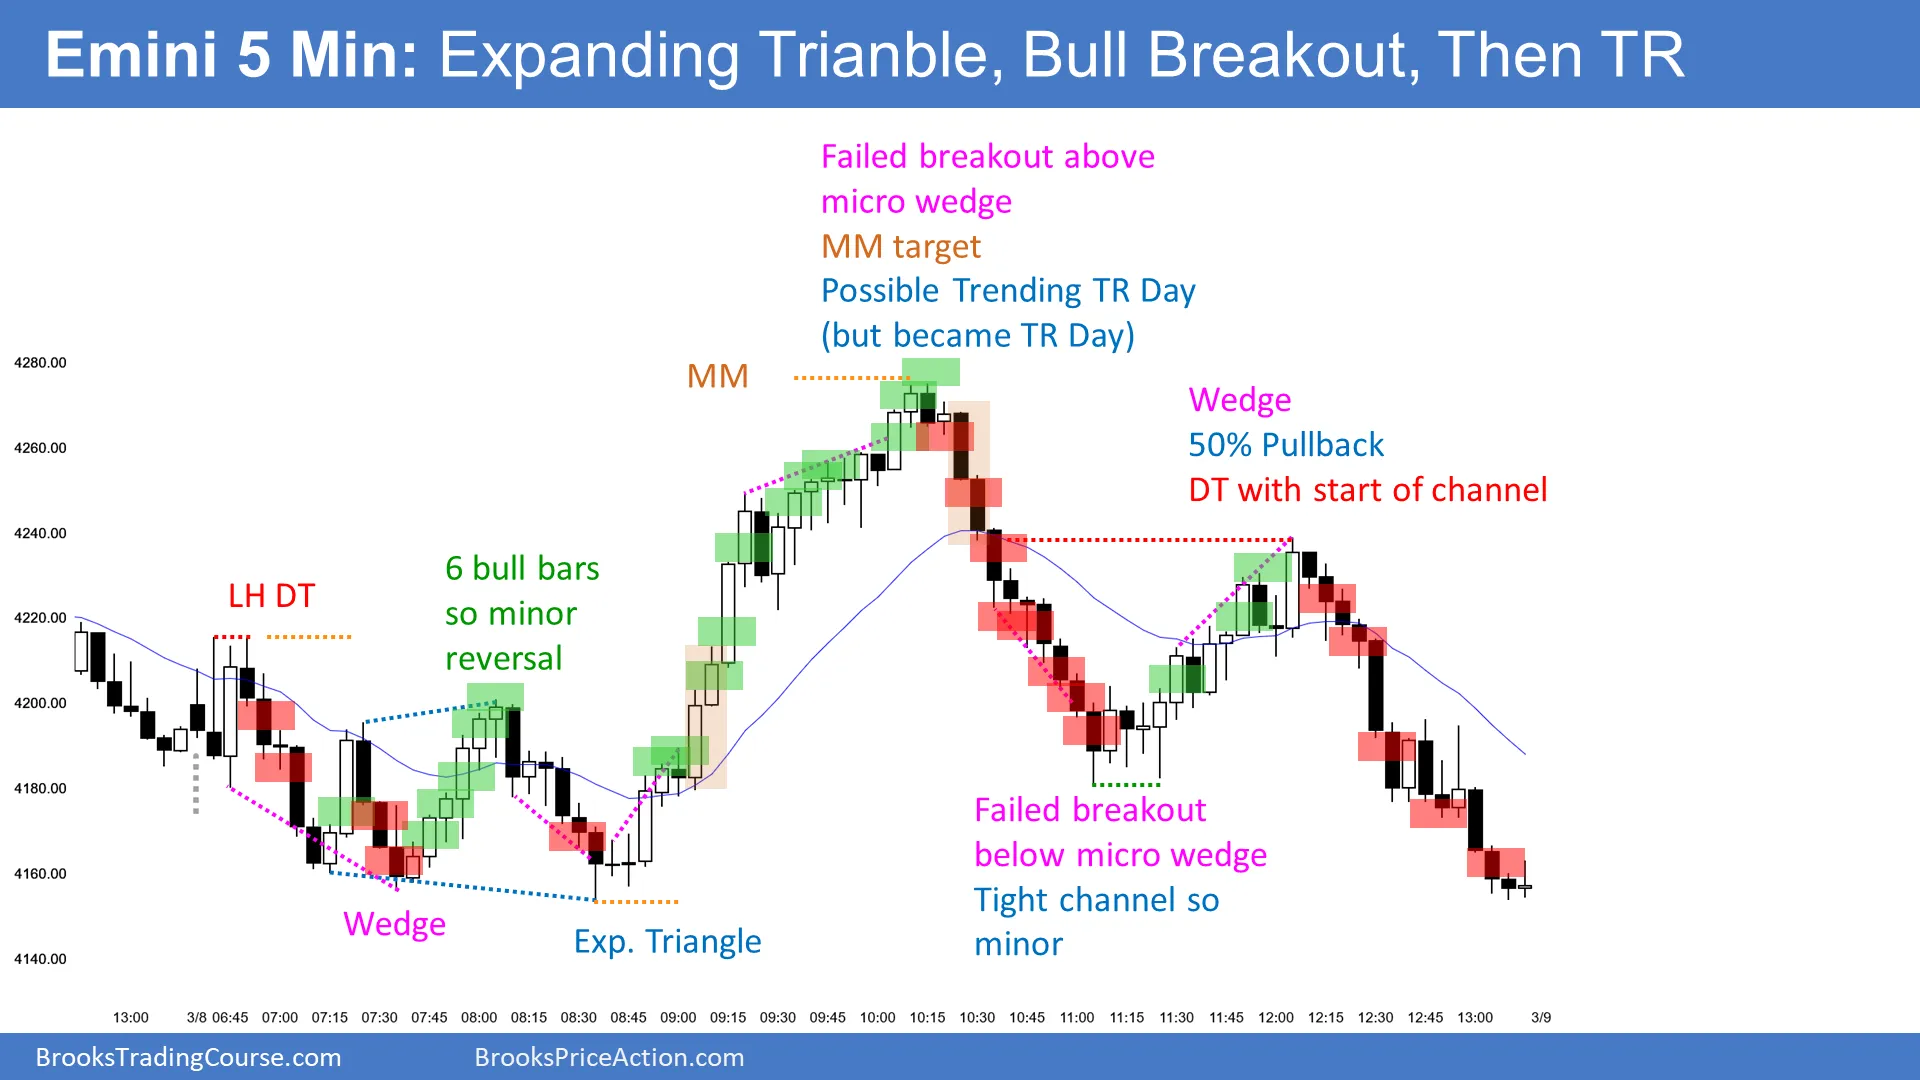 Emini 5 Min: Expanding Trianble, Bull Breakout, Then TR
Failed breakout above
micro wedge
MM target
Possible Trending TR Day
(but became TR Day)
MM
Wedge
50% Pullback
DT with start of channel
6 bull bars
so minor
reversal
LH DT
Wedge
Exp. Triangle
Failed breakout
below micro wedge
Tight channel so
minor
4280.00
4260.00
4240.00
4220.00
4200.00
4180.00
4160.00
4140.00
13:00 3/8 06:45 07:00 07:15 07:30 07:45 08:00 08:15 08:30 08:45 09:00 09:15 09:30 09:45 10:00 10:15 10:30 10:45 11:00 11:15 11:30 11:45 12:00 12:15 12:30 12:45 13:00 3/9
BrooksTradingCourse.com BrooksPriceAction.com